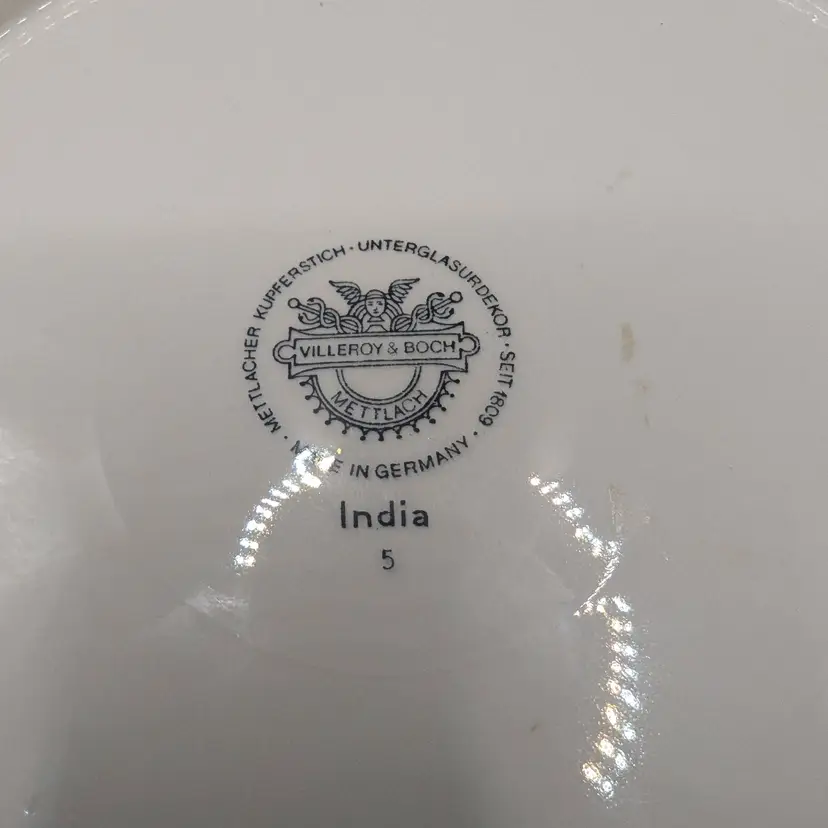 METTLACHER KUPFERSTICH · UNTERGLASURDEKOR · SEIT 1809 ·
VILLEROY & BOCH
METTLACH
IN GERMANY
India
5